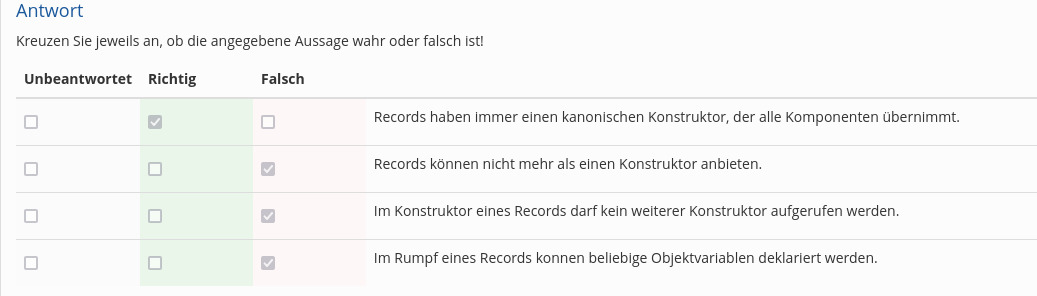 Antwort
Kreuzen Sie jeweils an, ob die angegebene Aussage wahr oder falsch ist!
Unbeantwortet Richtig Falsch
Records haben immer einen kanonischen Konstruktor, der alle Komponenten übernimmt.
Records können nicht mehr als einen Konstruktor anbieten.
Im Konstruktor eines Records darf kein weiterer Konstruktor aufgerufen werden.
Im Rumpf eines Records konnen beliebige Objektvariablen deklariert werden.